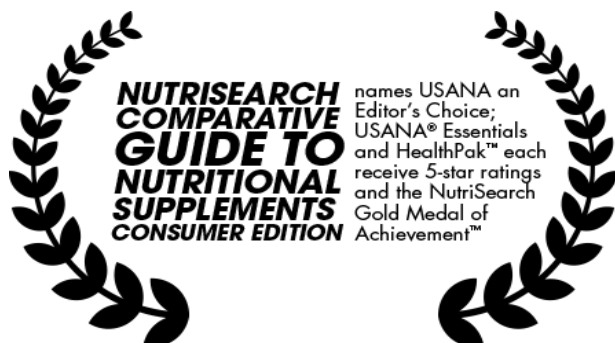 NUTRISEARCH
COMPARATIVE
GUIDE TO
NUTRITIONAL
SUPPLEMENTS
CONSUMER EDITION
names USANA an
Editor's Choice;
USANA® Essentials
and HealthPak™ each
receive 5-star ratings
and the NutriSearch
Gold Medal of
Achievement™